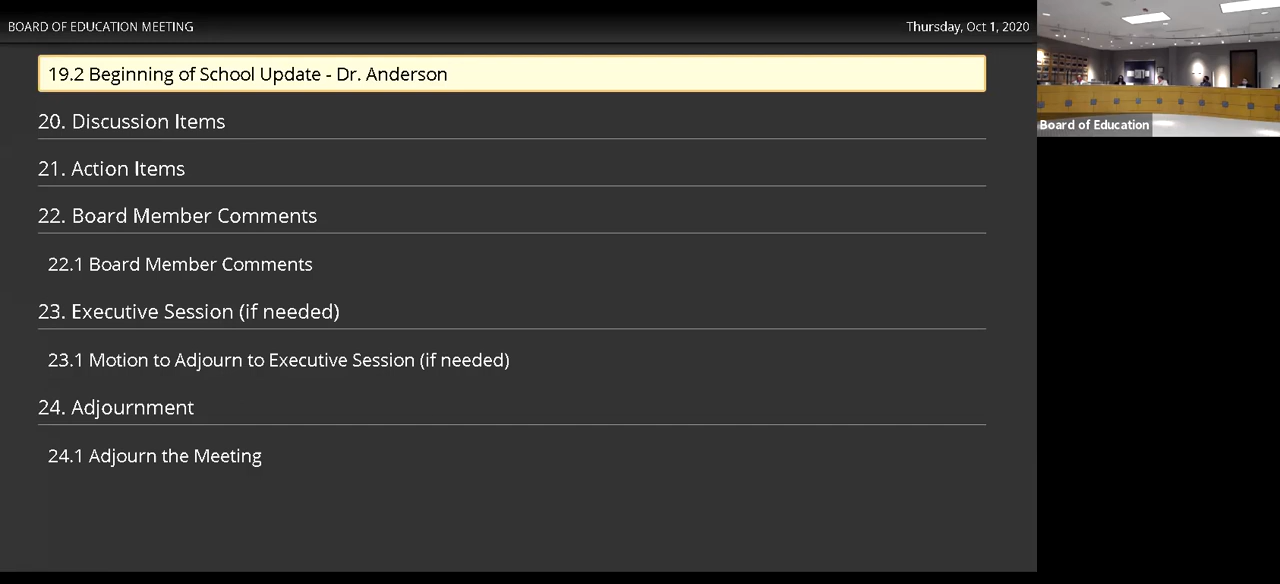 BOARD OF EDUCATION MEETING
Thursday, Oct 1, 2020
19.2 Beginning of School Update - Dr. Anderson
20. Discussion Items
21. Action Items
22. Board Member Comments
22.1 Board Member Comments
23. Executive Session (if needed)
23.1 Motion to Adjourn to Executive Session (if needed)
24. Adjournment
24.1 Adjourn the Meeting
Board of Education